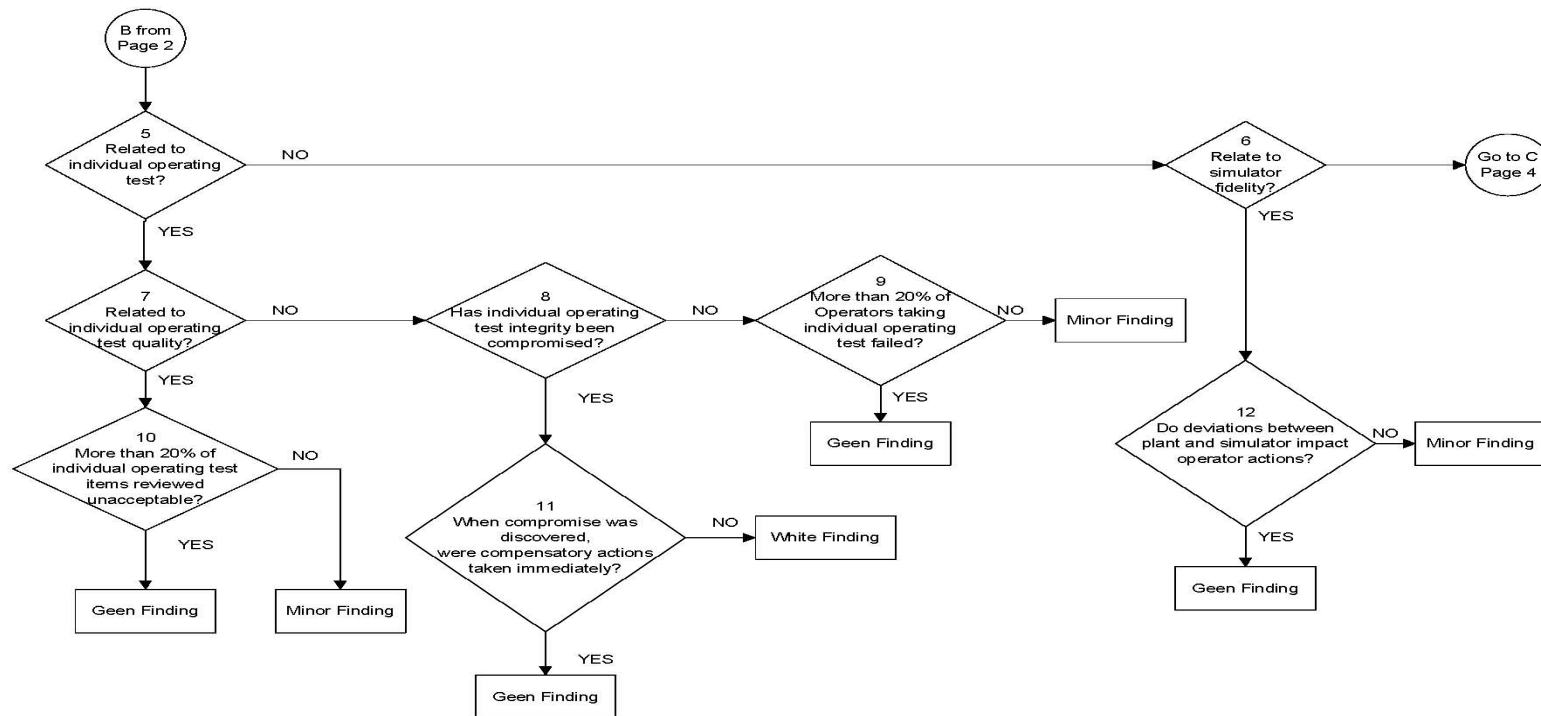 B from
Page 2
5
Related to
individual operating
test?
NO
YES
6
Relate to
simulator
fidelity?
YES
Go to C
Page 4
7
Related to
individual operating
test quality?
NO
YES
8
Has individual operating
test integrity been
compromised?
NO
YES
9
More than 20% of
Operators taking
individual operating
test failed?
NO
YES
Minor Finding
Geen Finding
10
More than 20% of
individual operating test
items reviewed
unacceptable?
NO
YES
Geen Finding
Minor Finding
11
When compromise was
discovered,
were compensatory actions
taken immediately?
NO
YES
White Finding
Geen Finding
12
Do deviations between
plant and simulator impact
operator actions?
NO
YES
Minor Finding
Geen Finding